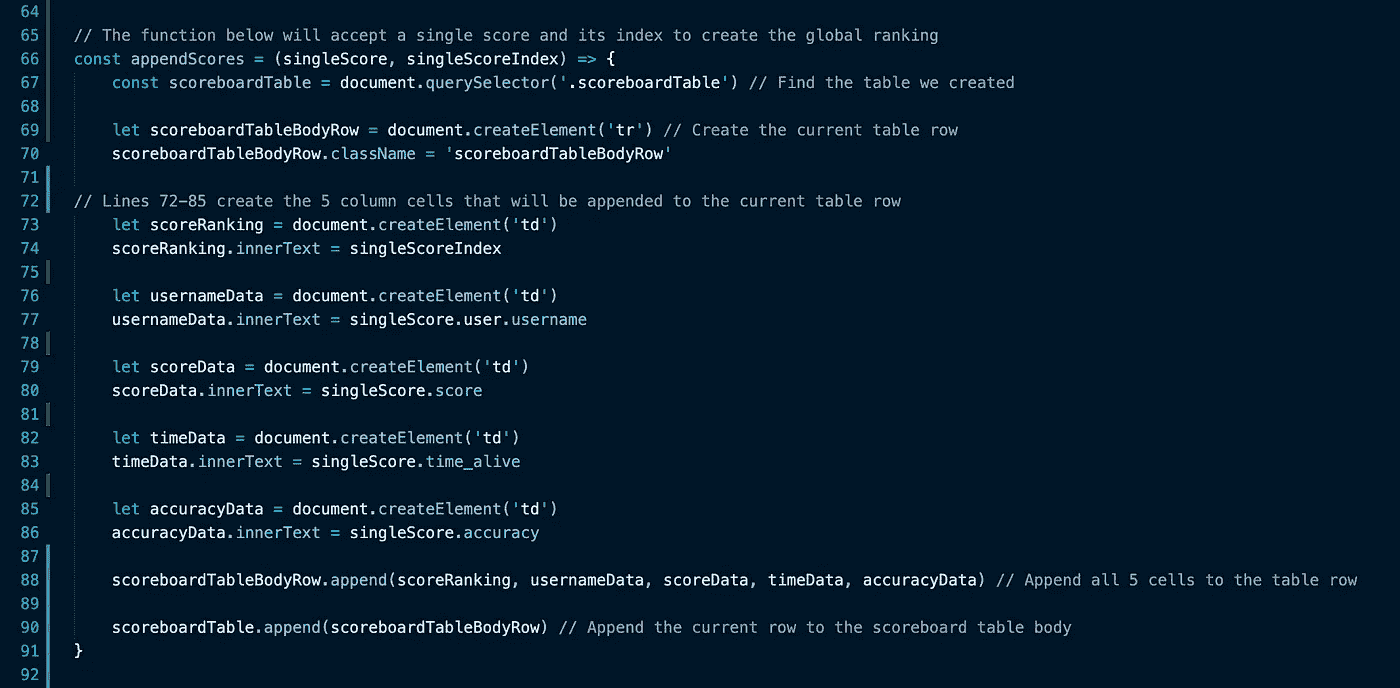 64
65 // The function below will accept a single score and its index to create the global ranking
66 const appendScores = (singleScore, singleScoreIndex) => {
67     const scoreboardTable = document.querySelector('.scoreboardTable') // Find the table we created
68
69     let scoreboardTableBodyRow = document.createElement('tr') // Create the current table row
70     scoreboardTableBodyRow.className = 'scoreboardTableBodyRow'
71
72 // Lines 72-85 create the 5 column cells that will be appended to the current table row
73     let scoreRanking = document.createElement('td')
74     scoreRanking.innerText = singleScoreIndex
75
76     let usernameData = document.createElement('td')
77     usernameData.innerText = singleScore.user.username
78
79     let scoreData = document.createElement('td')
80     scoreData.innerText = singleScore.score
81
82     let timeData = document.createElement('td')
83     timeData.innerText = singleScore.time_alive
84
85     let accuracyData = document.createElement('td')
86     accuracyData.innerText = singleScore.accuracy
87
88     scoreboardTableBodyRow.append(scoreRanking, usernameData, scoreData, timeData, accuracyData) // Append all 5 cells to the table row
89
90     scoreboardTable.append(scoreboardTableBodyRow) // Append the current row to the scoreboard table body
91 }
92